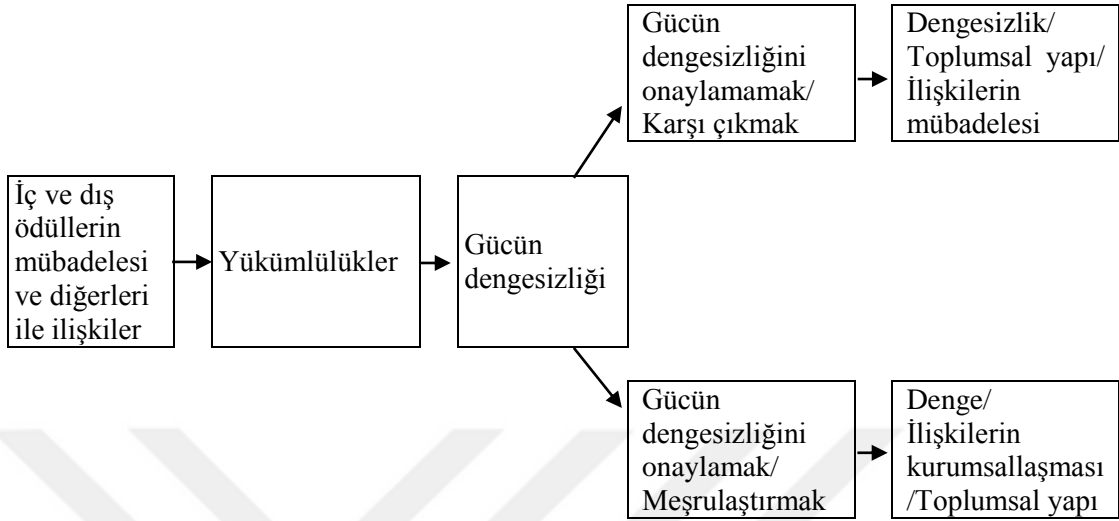 Gücün
dengesizliğini
onaylamamak/
Karşı çıkmak
Dengesizlik/
Toplumsal yapı/
İlişkilerin
mübadelesi
İç ve dış
ödüllerin
mübadelesi
ve diğerleri
ile ilişkiler
Yükümlülükler
Gücün
dengesizliği
Gücün
dengesizliğini
onaylamak/
Meşrulaştırmak
Denge/
İlişkilerin
kurumsallaşması
/Toplumsal yapı